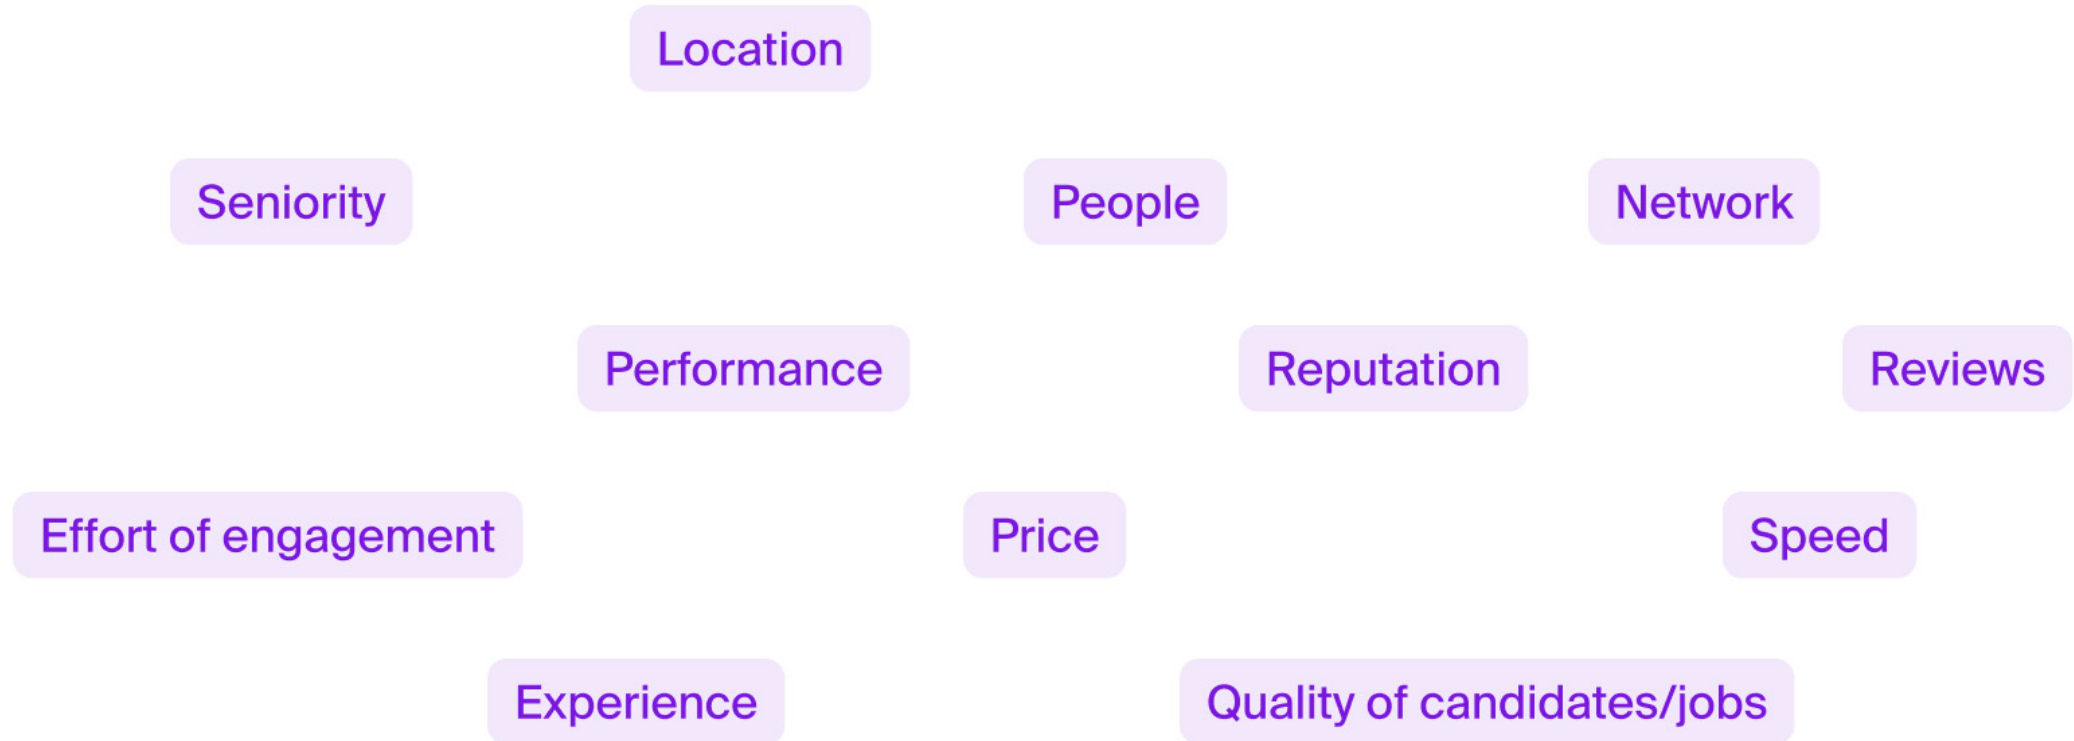 Location
Seniority
People
Network
Performance
Reputation
Reviews
Effort of engagement
Price
Speed
Experience
Quality of candidates/jobs